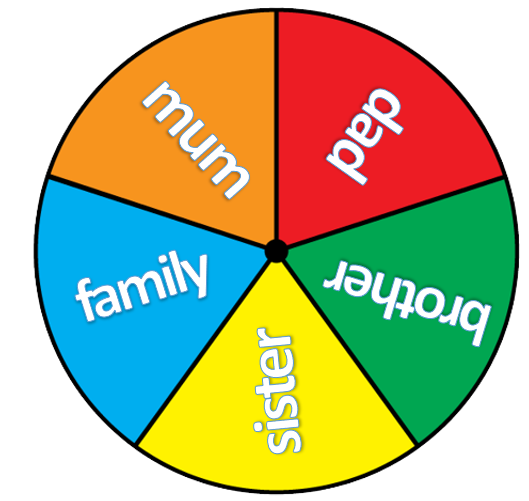 mum
dad
brother
sister
family